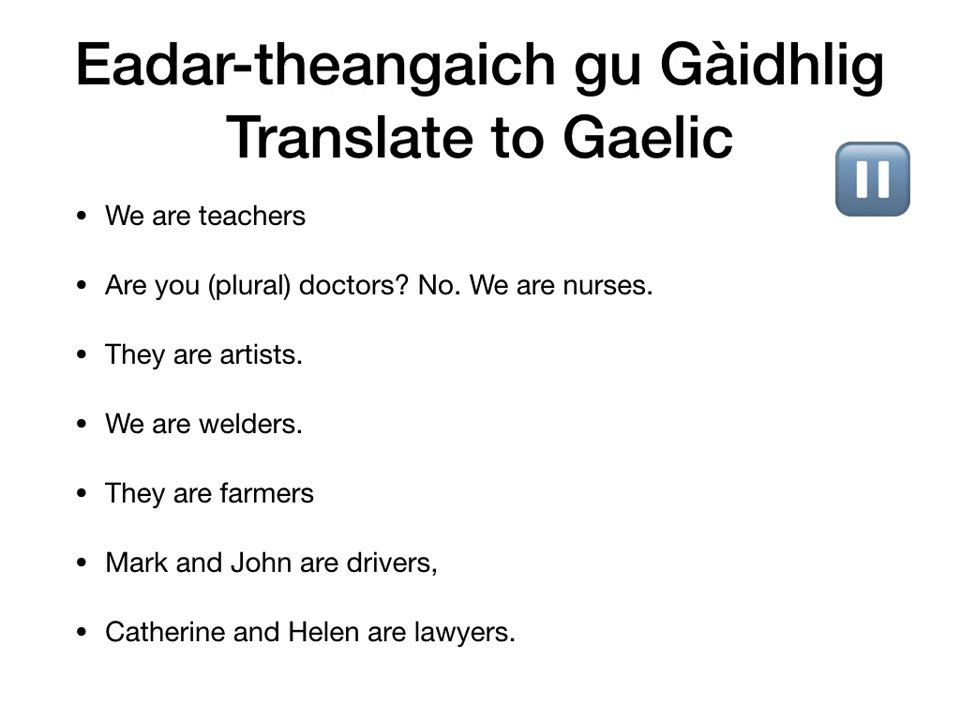 Eadar-theangaich gu Gàidhlig
Translate to Gaelic
• We are teachers
• Are you (plural) doctors? No. We are nurses.
• They are artists.
• We are welders.
• They are farmers
• Mark and John are drivers,
• Catherine and Helen are lawyers.